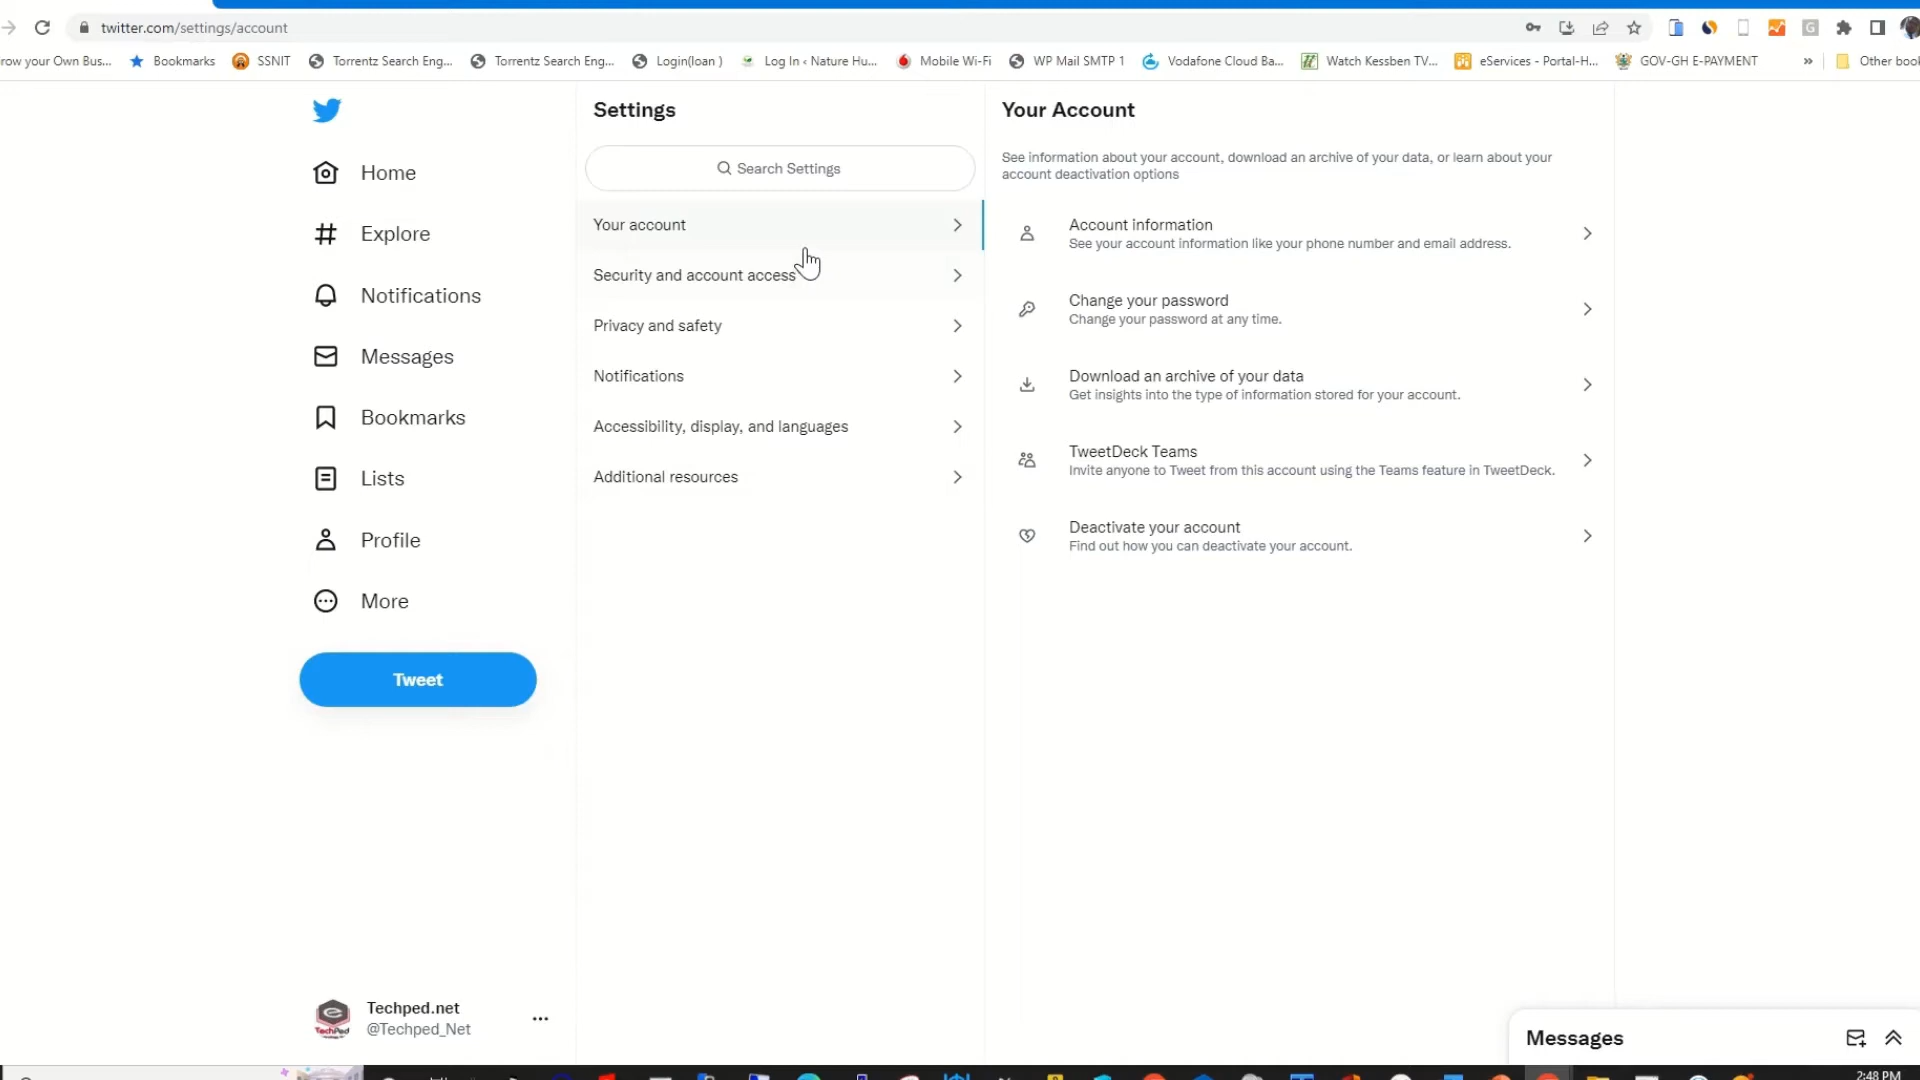 twitter.com/settings/account
row your Own Bus...
Bookmarks
SSNIT
Torrentz Search Eng...
Torrentz Search Eng...
Login(loan )
Log In ‹ Nature Hu...
Mobile Wi-Fi
WP Mail SMTP 1
Vodafone Cloud Ba...
Watch Kessben TV...
eServices - Portal-H...
GOV-GH E-PAYMENT
»
Other book
Home
Explore
Notifications
Messages
Bookmarks
Lists
Profile
More
Tweet
Techped.net
@Techped_Net
Settings
Search Settings
Your account
Security and account access
Privacy and safety
Notifications
Accessibility, display, and languages
Additional resources
Your Account
See information about your account, download an archive of your data, or learn about your
account deactivation options
Account information
See your account information like your phone number and email address.
Change your password
Change your password at any time.
Download an archive of your data
Get insights into the type of information stored for your account.
TweetDeck Teams
Invite anyone to Tweet from this account using the Teams feature in TweetDeck.
Deactivate your account
Find out how you can deactivate your account.
Messages
2:48 PM